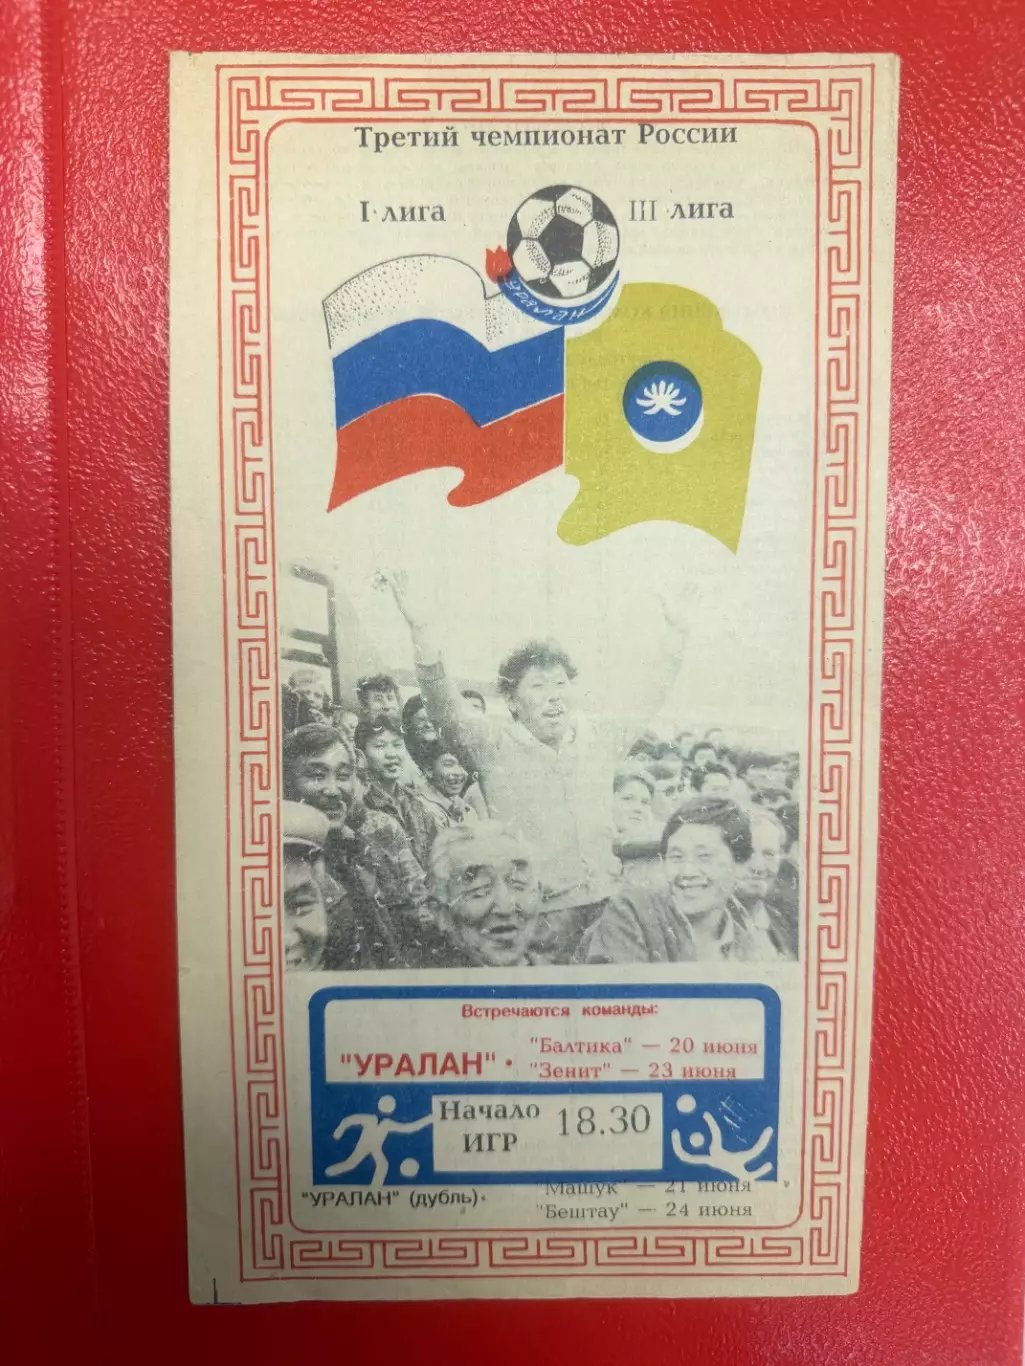 Третий чемпионат России
I·лига
III·лига
УРАЛАН
Встречаются команды:
"УРАЛАН" ·
"Балтика" — 20 июня
"Зенит" — 23 июня
Начало
ИГР
18.30
"УРАЛАН" (дубль)·
"Машук" — 21 июня
"Бештау" — 24 июня